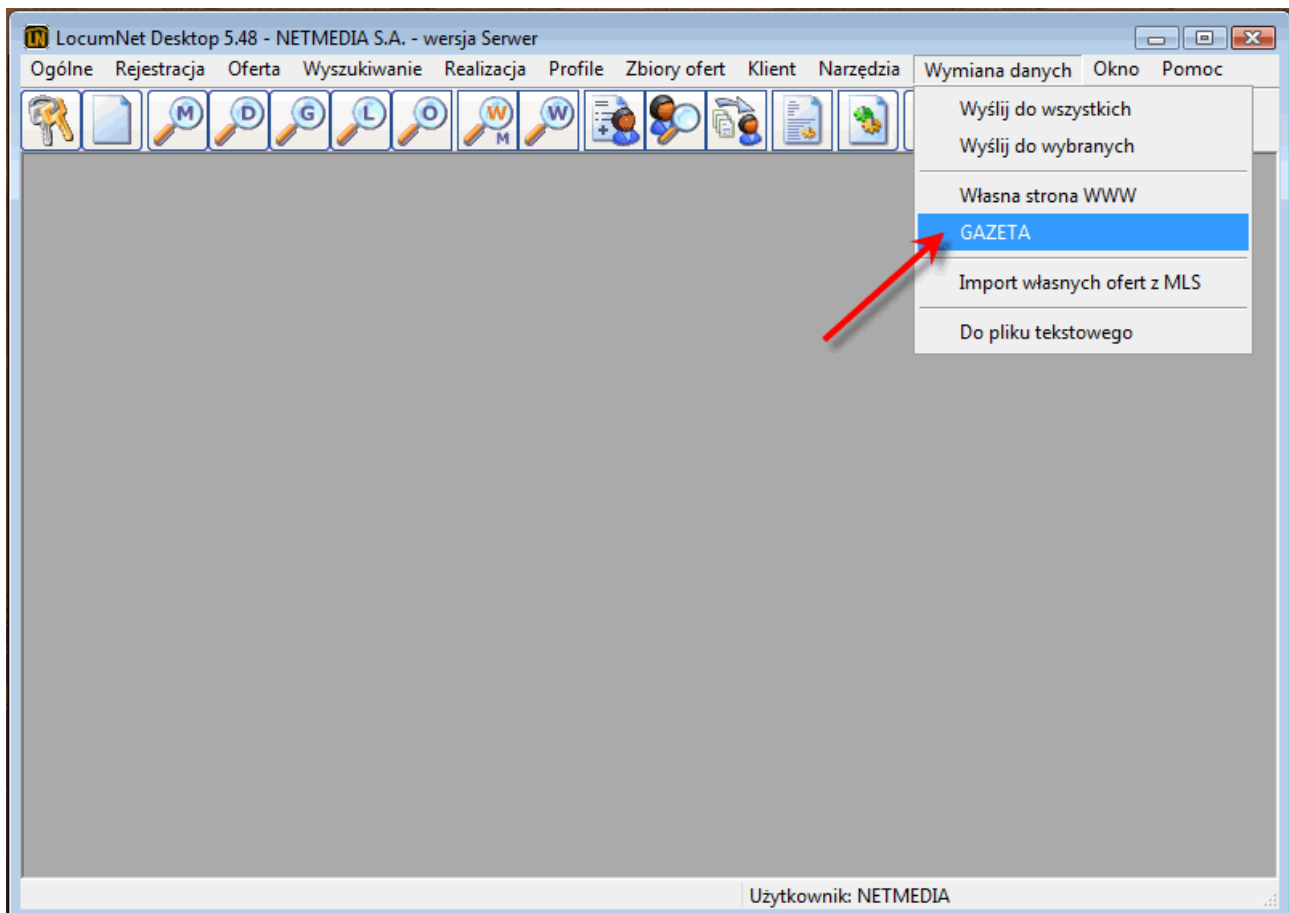 LocumNet Desktop 5.48 - NETMEDIA S.A. - wersja Serwer
Ogólne Rejestracja Oferta Wyszukiwanie Realizacja Profile Zbiory ofert Klient Narzędzia Wymiana danych Okno Pomoc
M D G L O W M W
Wyślij do wszystkich
Wyślij do wybranych
Własna strona WWW
GAZETA
Import własnych ofert z MLS
Do pliku tekstowego
Użytkownik: NETMEDIA